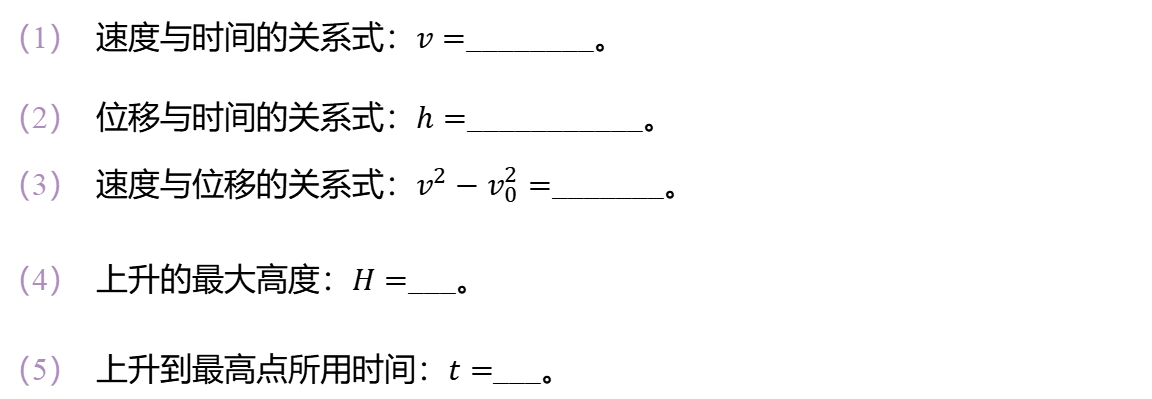 （1） 速度与时间的关系式：v =________。
（2） 位移与时间的关系式：h =___________。
（3） 速度与位移的关系式：v² − v₀² =_______。
（4） 上升的最大高度：H =___。
（5） 上升到最高点所用时间：t =___。